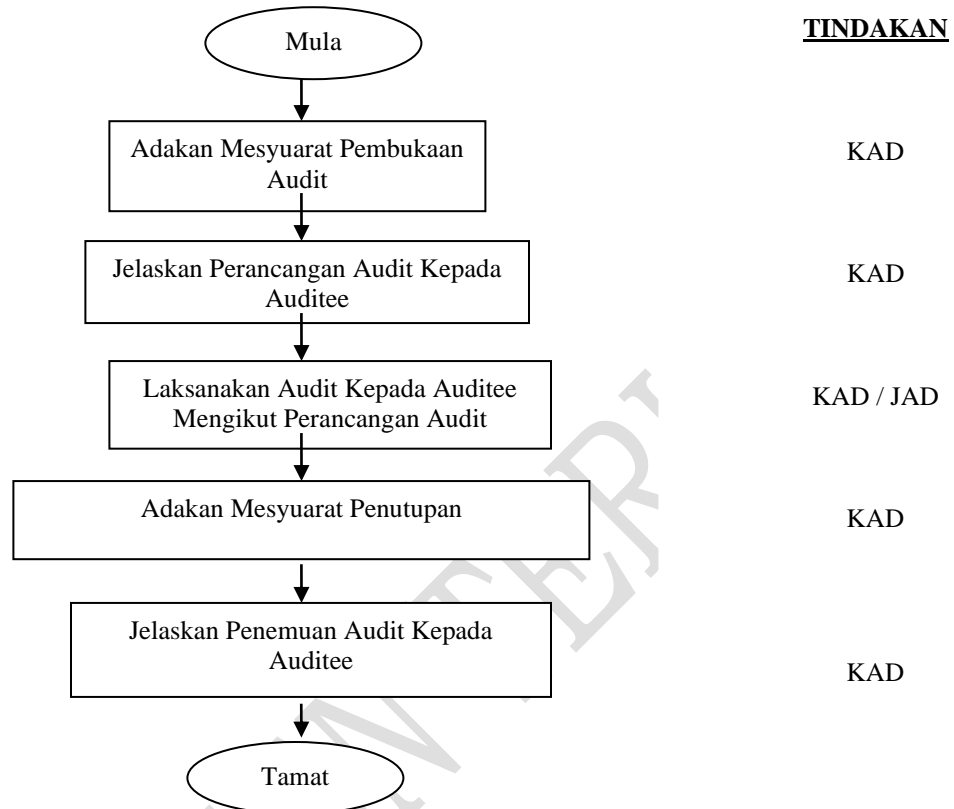 Mula
TINDAKAN
Adakan Mesyuarat Pembukaan
Audit
KAD
Jelaskan Perancangan Audit Kepada
Auditee
KAD
Laksanakan Audit Kepada Auditee
Mengikut Perancangan Audit
KAD / JAD
Adakan Mesyuarat Penutupan
KAD
Jelaskan Penemuan Audit Kepada
Auditee
KAD
Tamat